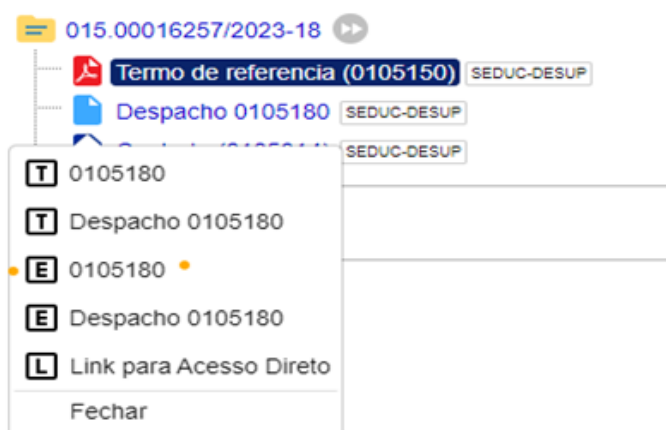 015.00016257/2023-18
Termo de referencia (0105150) SEDUC-DESUP
Despacho 0105180 SEDUC-DESUP
SEDUC-DESUP
T 0105180
T Despacho 0105180
E 0105180
E Despacho 0105180
L Link para Acesso Direto
Fechar